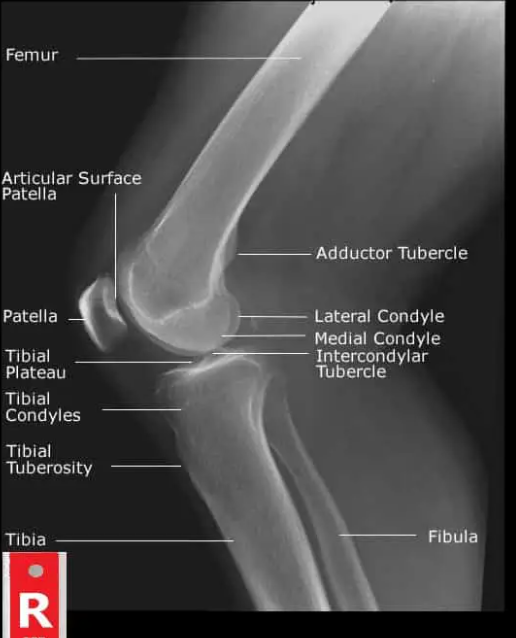 Femur
Articular Surface
Patella
Adductor Tubercle
Patella
Lateral Condyle
Medial Condyle
Tibial
Plateau
Intercondylar
Tubercle
Tibial
Condyles
Tibial
Tuberosity
Tibia
Fibula
R